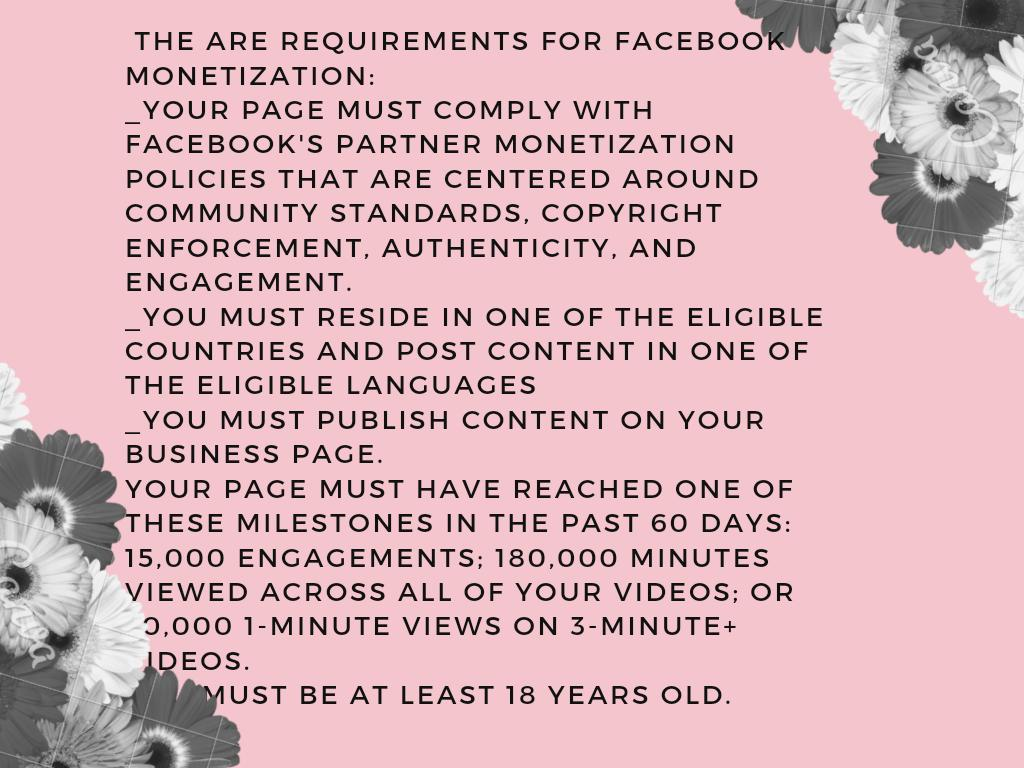 THE ARE REQUIREMENTS FOR FACEBOOK
MONETIZATION:
_YOUR PAGE MUST COMPLY WITH
FACEBOOK'S PARTNER MONETIZATION
POLICIES THAT ARE CENTERED AROUND
COMMUNITY STANDARDS, COPYRIGHT
ENFORCEMENT, AUTHENTICITY, AND
ENGAGEMENT.
_YOU MUST RESIDE IN ONE OF THE ELIGIBLE
COUNTRIES AND POST CONTENT IN ONE OF
THE ELIGIBLE LANGUAGES
_YOU MUST PUBLISH CONTENT ON YOUR
BUSINESS PAGE.
YOUR PAGE MUST HAVE REACHED ONE OF
THESE MILESTONES IN THE PAST 60 DAYS:
15,000 ENGAGEMENTS; 180,000 MINUTES
VIEWED ACROSS ALL OF YOUR VIDEOS; OR
1-MINUTE VIEWS ON 3-MINUTE+
IDEOS.
MUST BE AT LEAST 18 YEARS OLD.